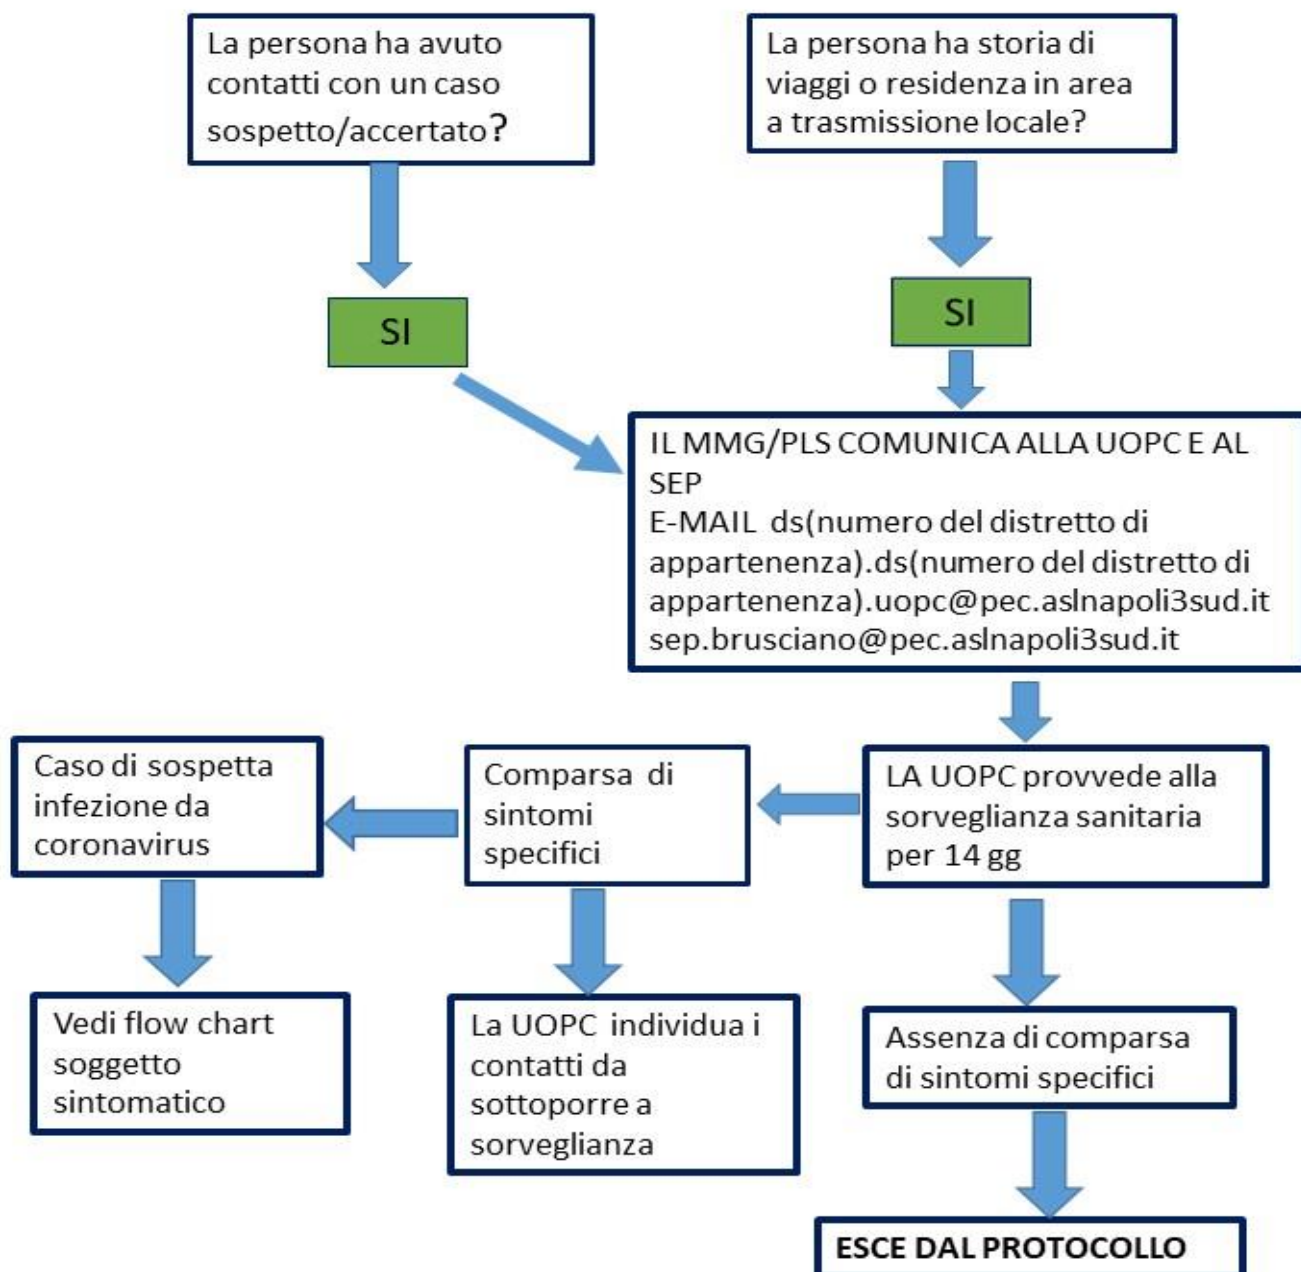 La persona ha avuto
contatti con un caso
sospetto/accertato?
La persona ha storia di
viaggi o residenza in area
a trasmissione locale?
SI
SI
IL MMG/PLS COMUNICA ALLA UOPC E AL
SEP
E-MAIL ds(numero del distretto di
appartenenza).ds(numero del distretto di
appartenenza).uopc@pec.aslnapoli3sud.it
sep.brusciano@pec.aslnapoli3sud.it
Caso di sospetta
infezione da
coronavirus
Comparsa di
sintomi
specifici
LA UOPC provvede alla
sorveglianza sanitaria
per 14 gg
Vedi flow chart
soggetto
sintomatico
La UOPC individua i
contatti da
sottoporre a
sorveglianza
Assenza di comparsa
di sintomi specifici
ESCE DAL PROTOCOLLO